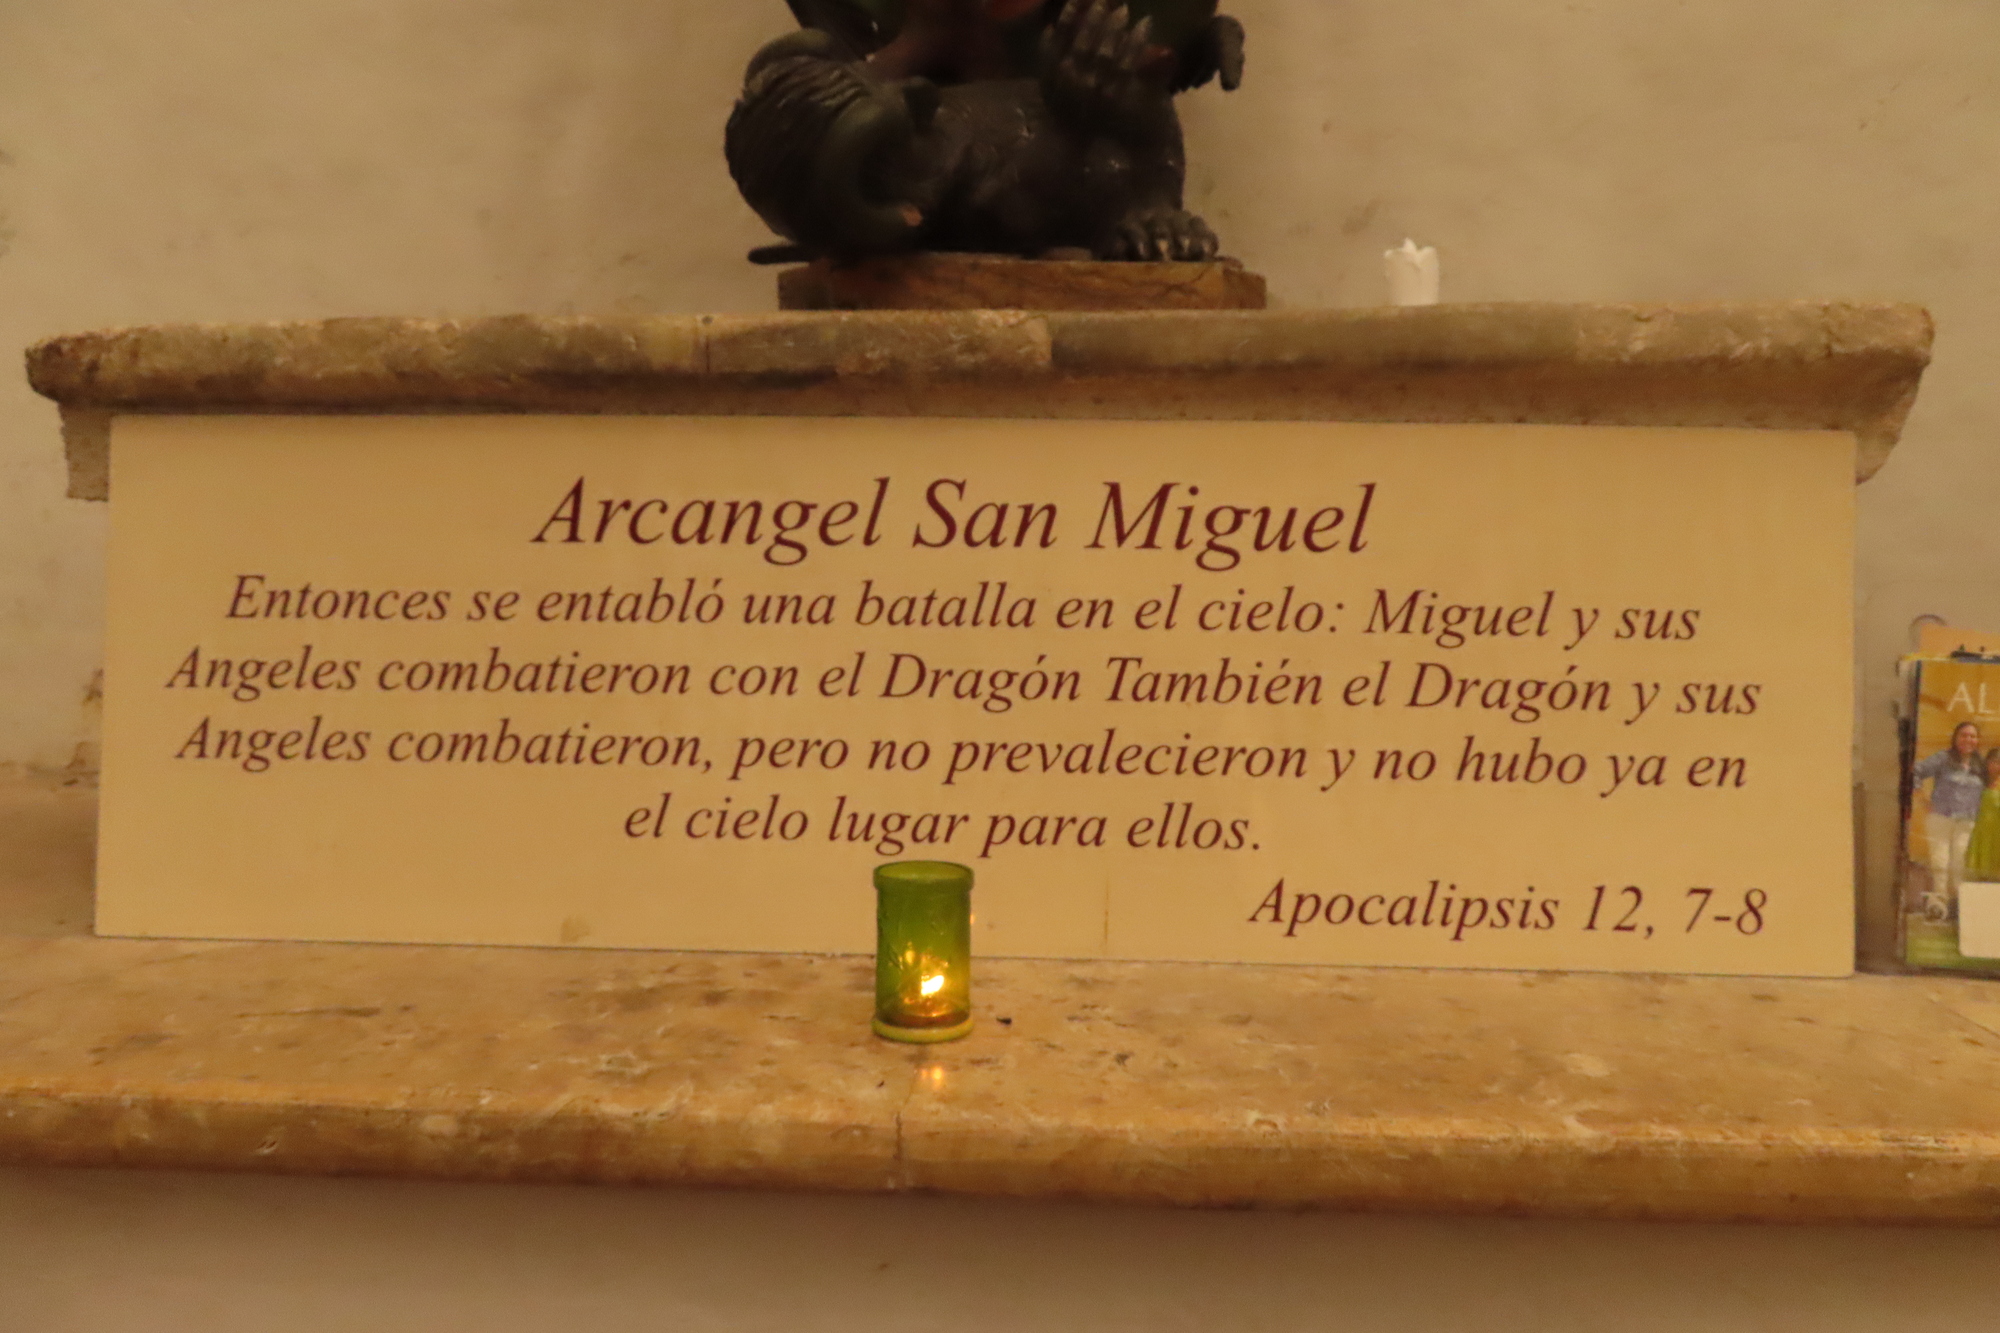 Arcangel San Miguel
Entonces se entabló una batalla en el cielo: Miguel y sus
Angeles combatieron con el Dragón También el Dragón y sus
Angeles combatieron, pero no prevalecieron y no hubo ya en
el cielo lugar para ellos.
Apocalipsis 12, 7-8
AL